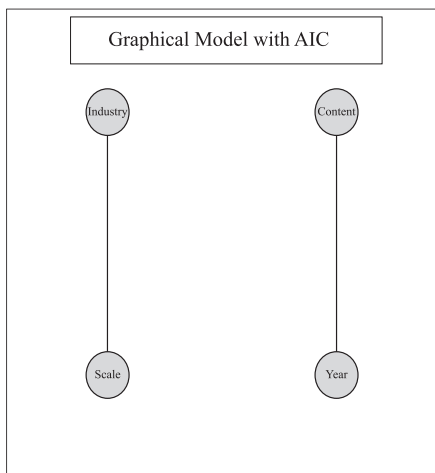 Graphical Model with AIC
Industry
Content
Scale
Year